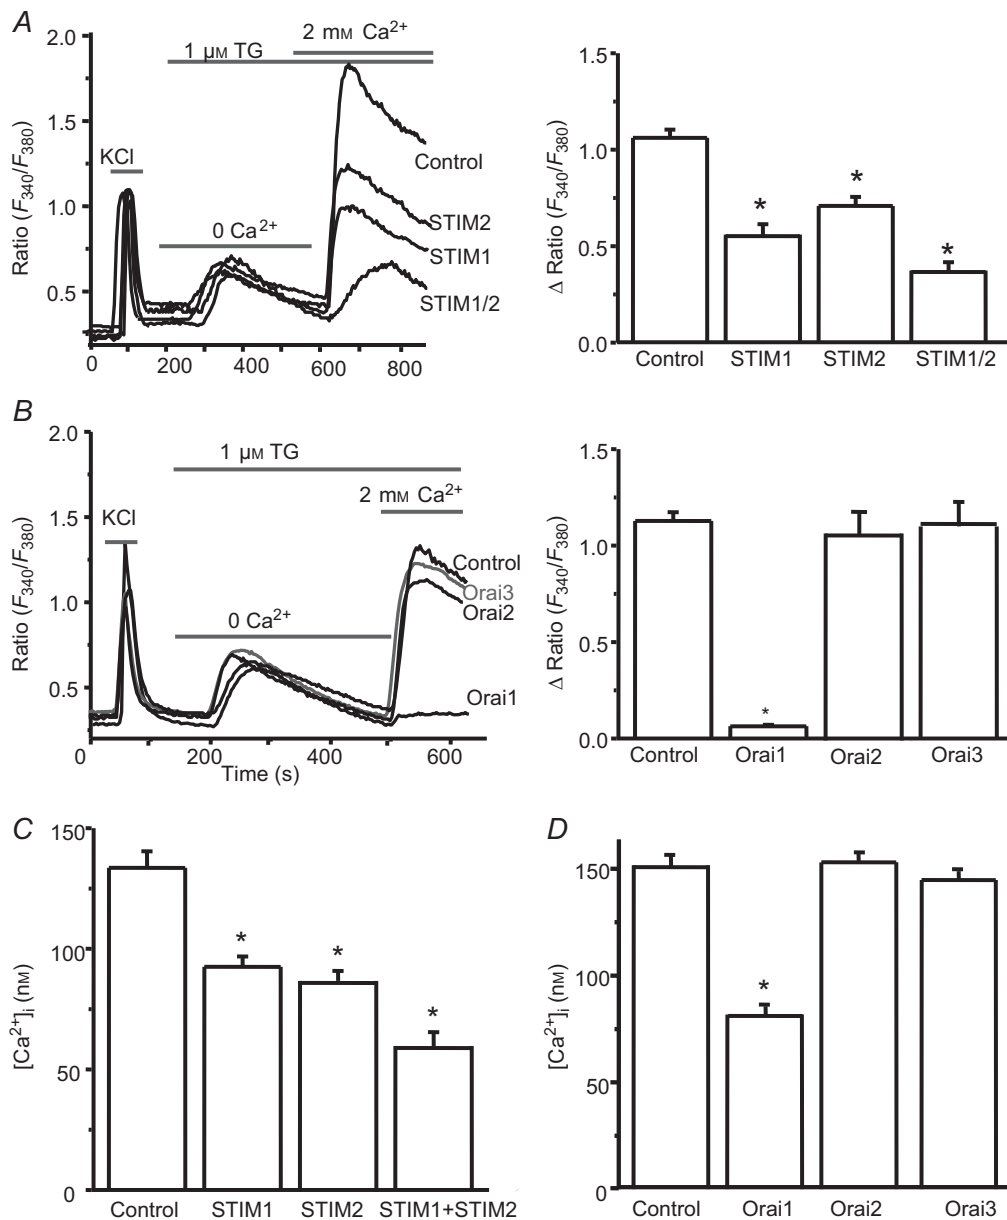 A
2.0
1.5
1.0
0.5
Ratio (F340/F380)
KCl
1 µM TG
2 mM Ca2+
0 Ca2+
Control
STIM2
STIM1
STIM1/2
0 200 400 600 800
1.5
1.0
0.5
0.0
Δ Ratio (F340/F380)
* * *
Control STIM1 STIM2 STIM1/2
B
2.0
1.5
1.0
0.5
Ratio (F340/F380)
KCl
1 µM TG
2 mM Ca2+
0 Ca2+
Control
Orai3
Orai2
Orai1
0 200 400 600
Time (s)
1.5
1.0
0.5
0.0
Δ Ratio (F340/F380)
*
Control Orai1 Orai2 Orai3
C
150
100
50
0
[Ca2+]i (nM)
* * *
Control STIM1 STIM2 STIM1+STIM2
D
150
100
50
0
[Ca2+]i (nM)
*
Control Orai1 Orai2 Orai3